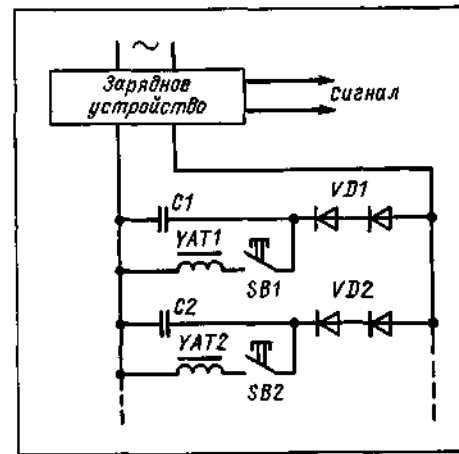 ~
Зарядное
устройство
сигнал
C1
VD1
YAT1
SB1
C2
VD2
YAT2
SB2